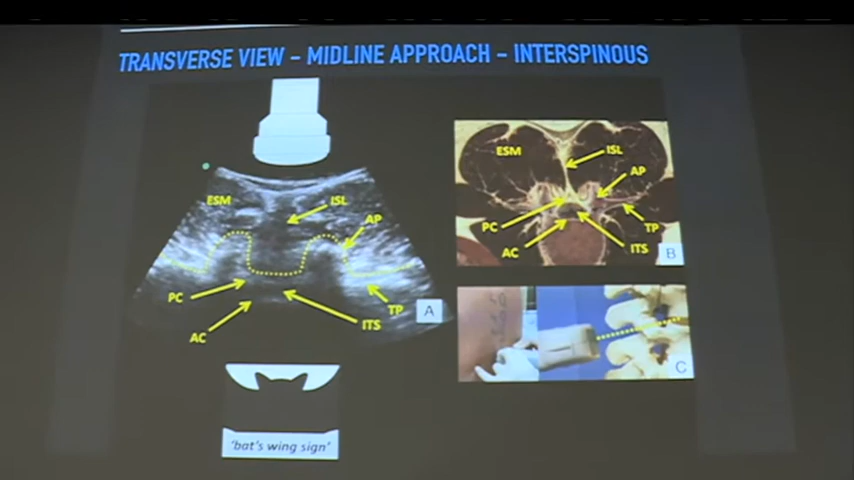 TRANSVERSE VIEW – MIDLINE APPROACH – INTERSPINOUS
ESM
ISL
AP
PC
AC
TP
ITS
A
ESM
ISL
AP
PC
AC
TP
ITS
B
C
'bat's wing sign'